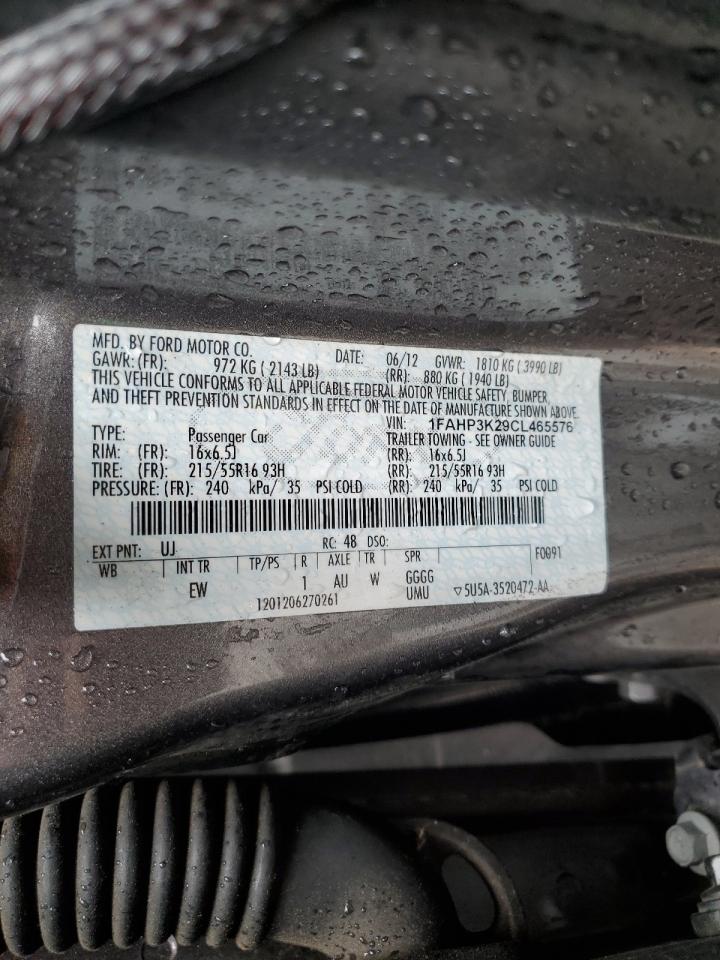 MFD. BY FORD MOTOR CO. DATE: 06/12 GVWR: 1810 KG ( 3990 LB)
GAWR: (FR): 972 KG ( 2143 LB) (RR): 880 KG ( 1940 LB)
THIS VEHICLE CONFORMS TO ALL APPLICABLE FEDERAL MOTOR VEHICLE SAFETY, BUMPER,
AND THEFT PREVENTION STANDARDS IN EFFECT ON THE DATE OF MANUFACTURE SHOWN ABOVE.
VIN: 1FAHP3K29CL465576
TYPE: Passenger Car TRAILER TOWING - SEE OWNER GUIDE
RIM: (FR): 16x6.5J (RR): 16x6.5J
TIRE: (FR): 215/55R16 93H (RR): 215/55R16 93H
PRESSURE: (FR): 240 kPa/ 35 PSI COLD (RR): 240 kPa/ 35 PSI COLD
EXT PNT: UJ RC: 48 DSO: F0091
WB INT TR TP/PS R AXLE TR SPR
EW 1 AU W GGGG
1201206270261 UMU ▽5U5A-3520472-AA